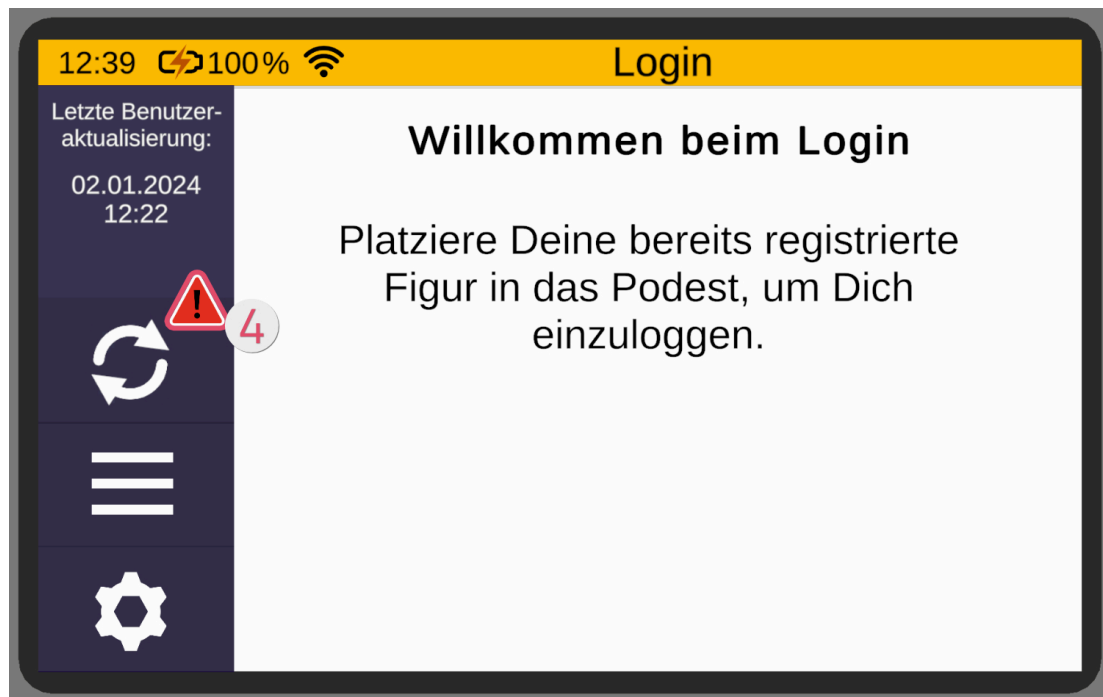 12:39 100% Login
Letzte Benutzer-
aktualisierung:
02.01.2024
12:22
Willkommen beim Login
Platziere Deine bereits registrierte
Figur in das Podest, um Dich
einzuloggen.
!
4